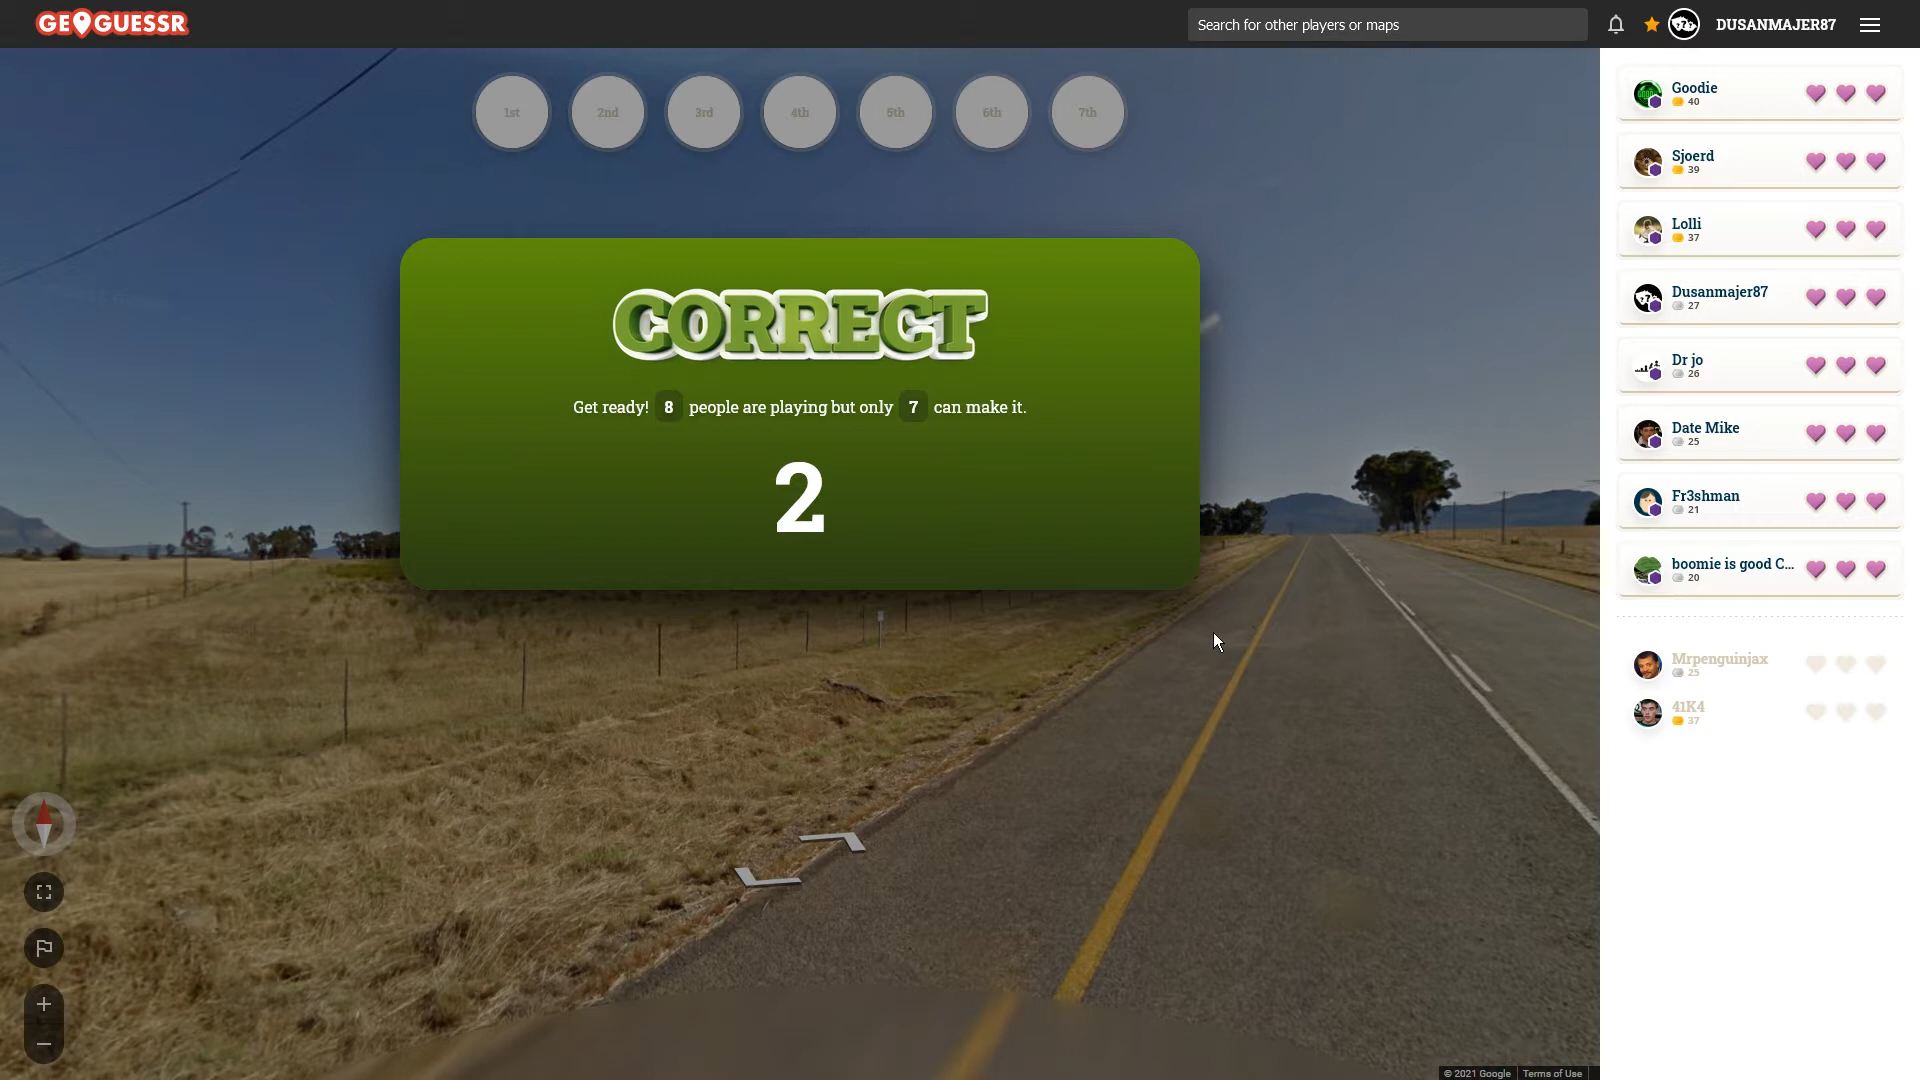 GEOGUESSR
Search for other players or maps
DUSANMAJER87
1st 2nd 3rd 4th 5th 6th 7th
CORRECT
Get ready! 8 people are playing but only 7 can make it.
2
Goodie
40
Sjoerd
39
Lolli
37
Dusanmajer87
27
Dr jo
26
Date Mike
25
Fr3shman
21
boomie is good C...
20
Mrpenguinjax
25
41K4
37
© 2021 Google Terms of Use